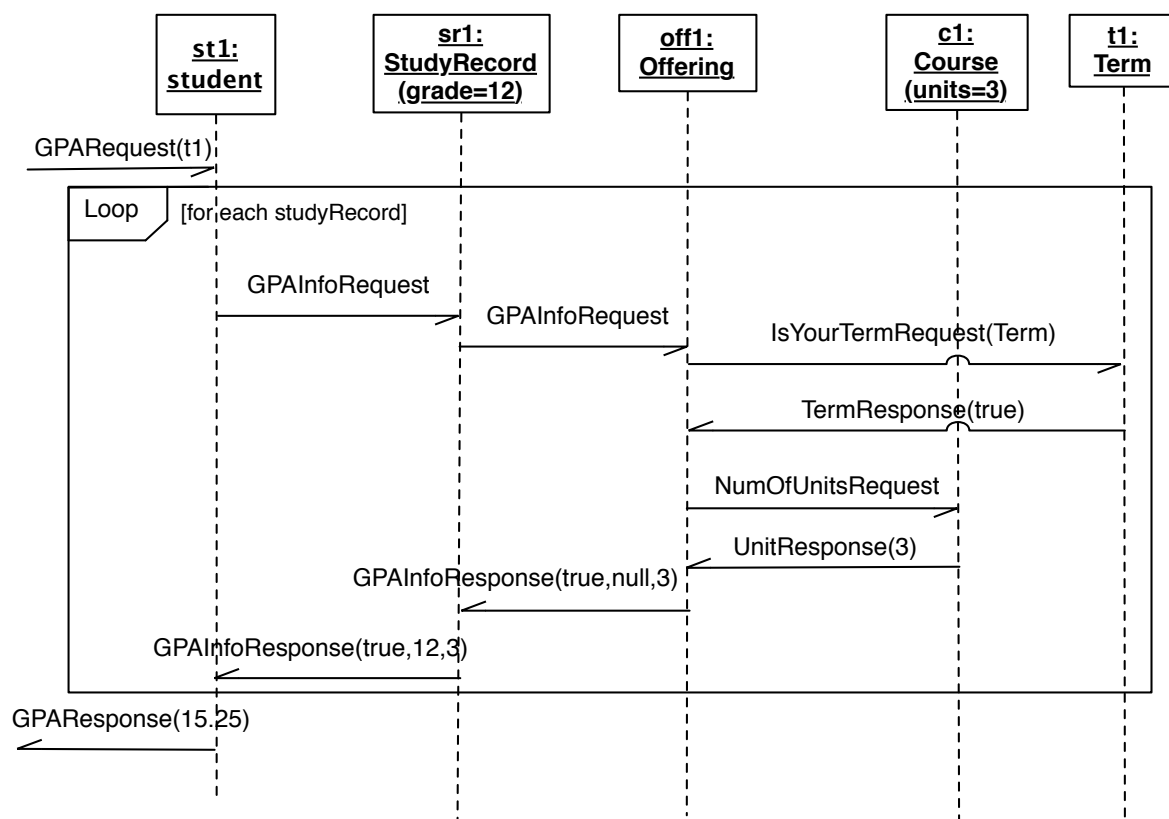 st1:
student
sr1:
StudyRecord
(grade=12)
off1:
Offering
c1:
Course
(units=3)
t1:
Term
GPARequest(t1)
Loop
[for each studyRecord]
GPAInfoRequest
GPAInfoRequest
IsYourTermRequest(Term)
TermResponse(true)
NumOfUnitsRequest
UnitResponse(3)
GPAInfoResponse(true,null,3)
GPAInfoResponse(true,12,3)
GPAResponse(15.25)